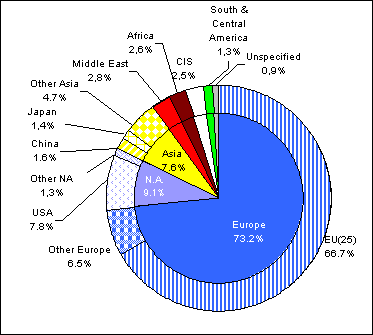 South &
Central
America
1,3%
Africa
2,6%
CIS
2,5%
Unspecified
0,9%
Middle East
2,8%
Other Asia
4.7%
Japan
1,4%
China
1.6%
Other NA
1,3%
USA
7.8%
Other Europe
6.5%
Asia
7.6%
N.A.
9.1%
Europe
73.2%
EU(25)
66.7%